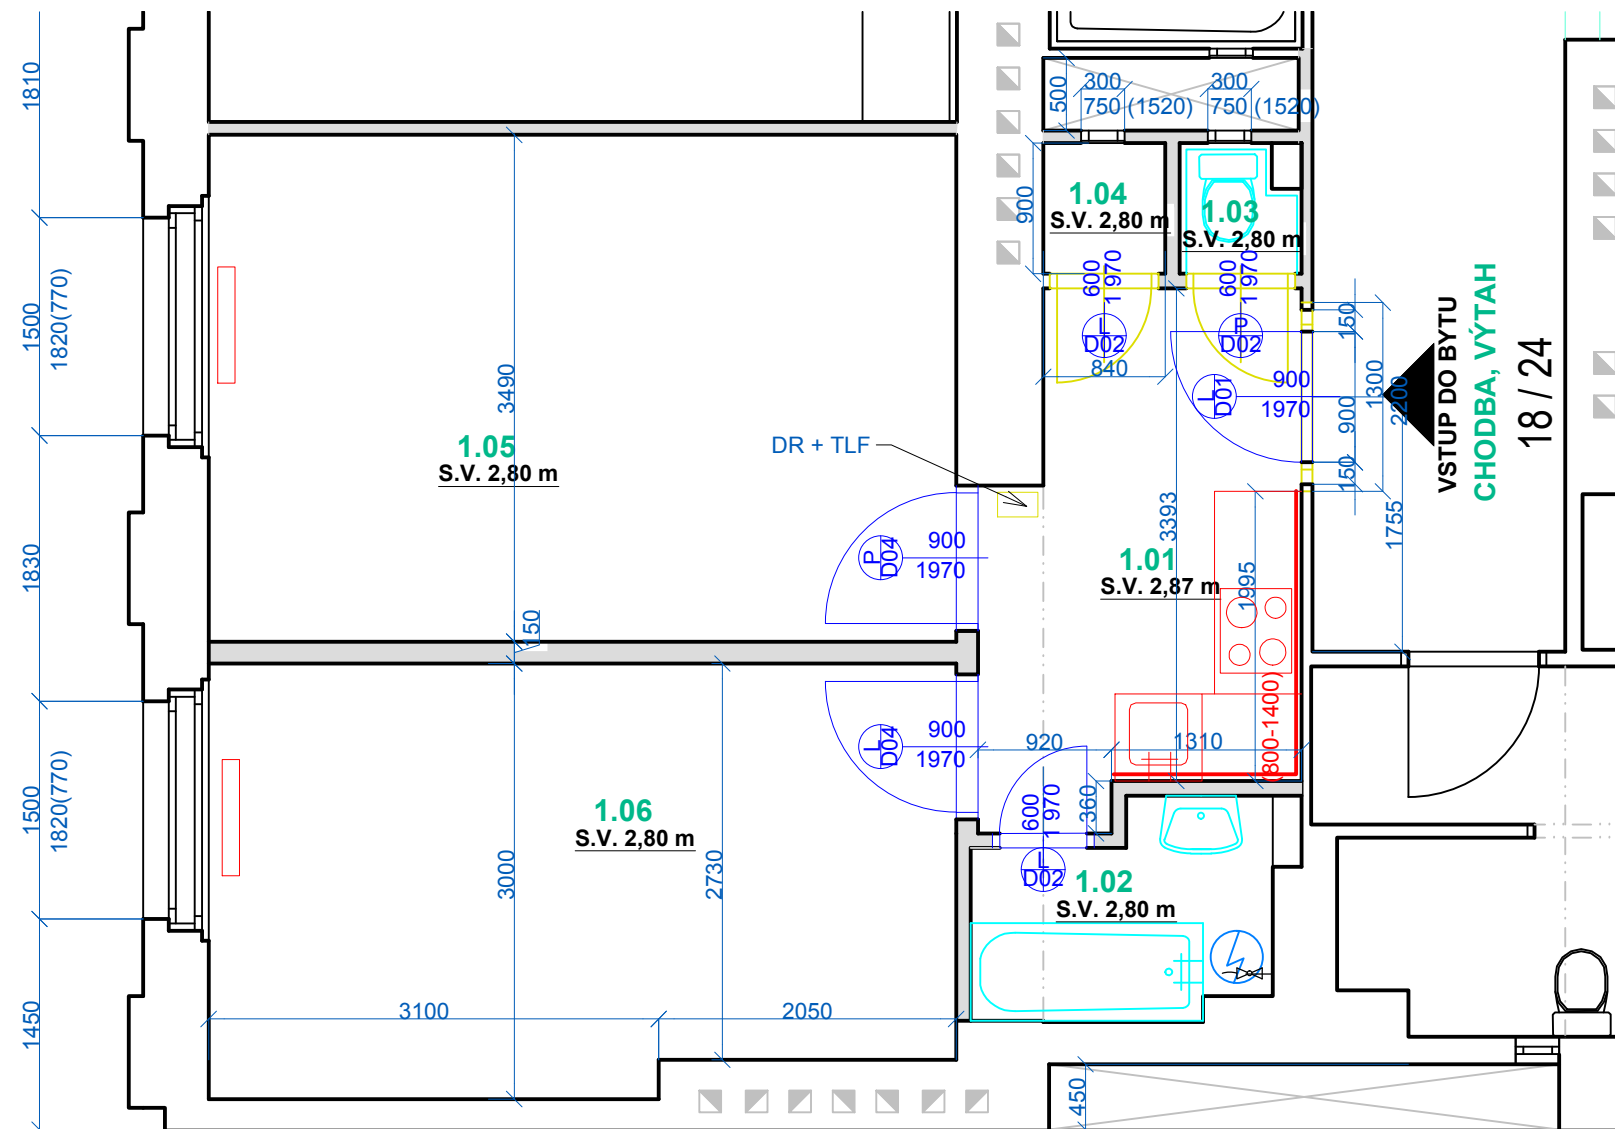 1810
1500
1820(770)
1830
1500
1820(770)
1450
500
300
750 (1520)
300
750 (1520)
900
1.04
S.V. 2,80 m
1.03
S.V. 2,80 m
600
1 970
L
D02
600
1 970
P
D02
840
L
D01
900
1970
150
1300
900
2200
150
1755
VSTUP DO BYTU
CHODBA, VÝTAH
18 / 24
3490
1.05
S.V. 2,80 m
DR + TLF
P
D04
900
1970
3393
1.01
S.V. 2,87 m
1995
(800-1400)
150
L
D04
900
1970
920
1310
360
600
1 970
L
D02
1.06
S.V. 2,80 m
3000
2730
1.02
S.V. 2,80 m
3100
2050
450